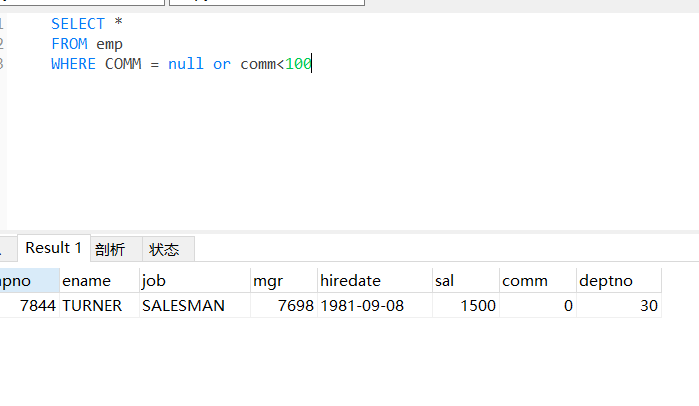 SELECT *
2 FROM emp
3 WHERE COMM = null or comm<100
Result 1 剖析 状态
pno ename job mgr hiredate sal comm deptno
7844 TURNER SALESMAN 7698 1981-09-08 1500 0 30